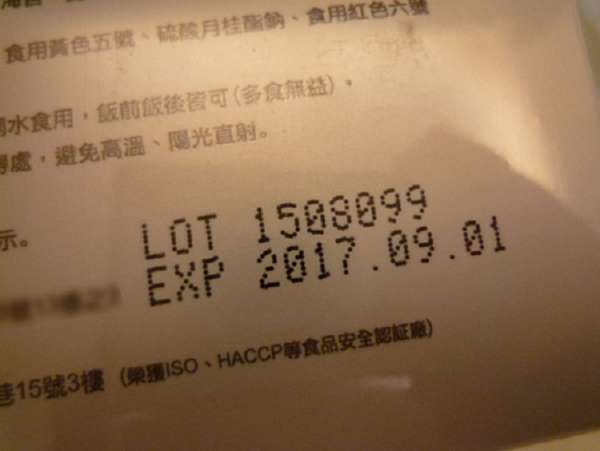 食用黃色五號、硫酸月桂酯鈉、食用紅色六號
水食用，飯前飯後皆可(多食無益)。
處，避免高溫、陽光直射。
示。
LOT 1508099
EXP 2017.09.01
巷15號3樓 (榮獲ISO、HACCP等食品安全認証廠)